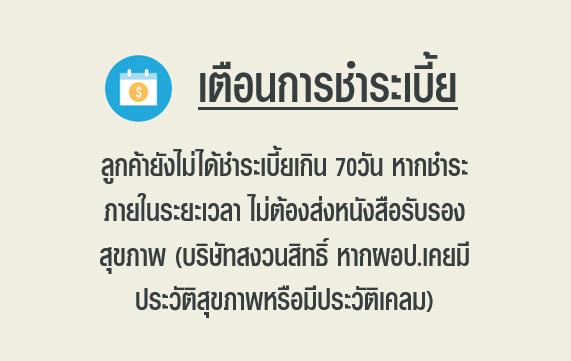 เตือนการชำระเบี้ย
ลูกค้ายังไม่ได้ชำระเบี้ยเกิน 70วัน หากชำระ
ภายในระยะเวลา ไม่ต้องส่งหนังสือรับรอง
สุขภาพ (บริษัทสงวนสิทธิ์ หากผอป.เคยมี
ประวัติสุขภาพหรือมีประวัติเคลม)